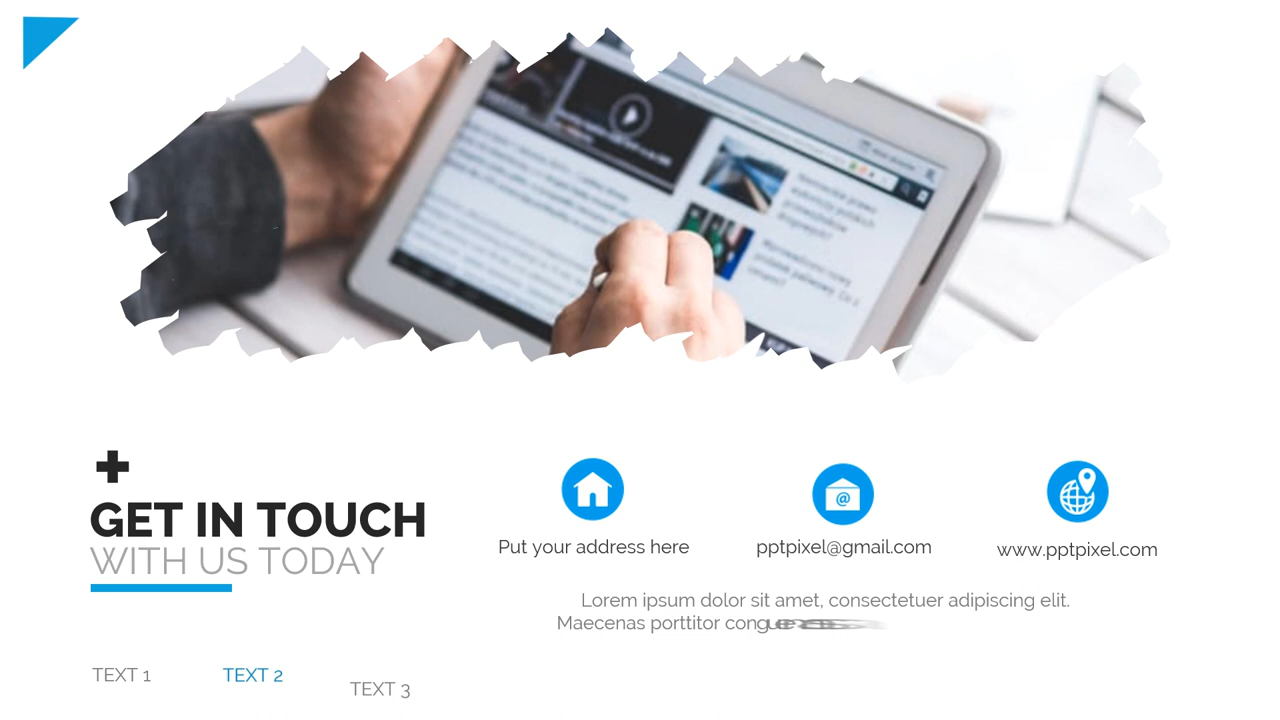 GET IN TOUCH
WITH US TODAY
Put your address here
pptpixel@gmail.com
www.pptpixel.com
Lorem ipsum dolor sit amet, consectetuer adipiscing elit.
Maecenas porttitor
TEXT 1
TEXT 2
TEXT 3